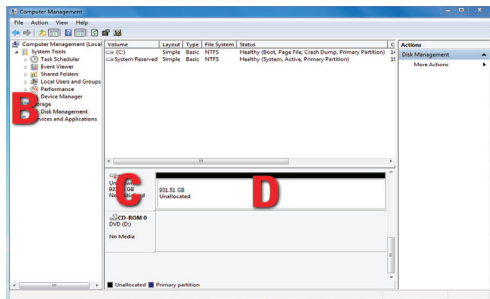 Computer Management
File Action View Help
Computer Management (Local
System Tools
Task Scheduler
Event Viewer
Shared Folders
Local Users and Groups
Performance
Device Manager
Disk Management
Services and Applications
B
Volume Layout Type File System Status C
(C:) Simple Basic NTFS Healthy (Boot, Page File, Crash Dump, Primary Partition)
System Reserved Simple Basic NTFS Healthy (System, Active, Primary Partition)
C
D
931.51 GB
Unallocated
CD-ROM 0
DVD (D:)
No Media
Unallocated Primary partition
Actions
Disk Management
More Actions